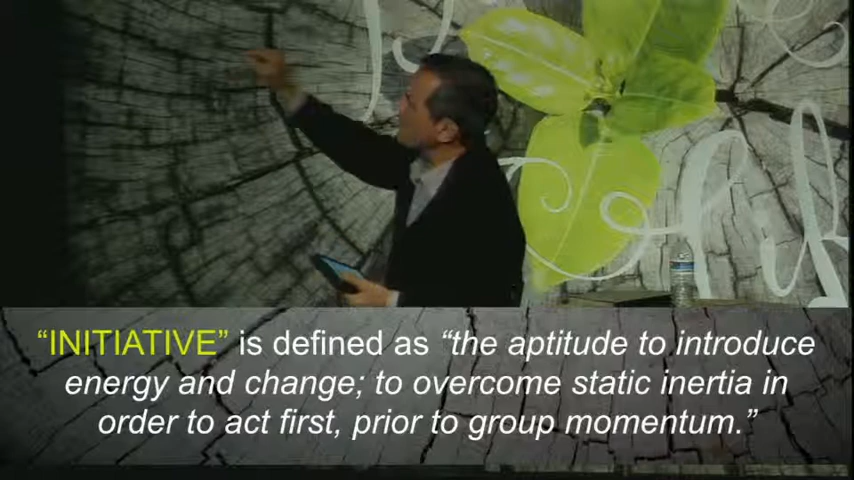 “INITIATIVE” is defined as “the aptitude to introduce
energy and change; to overcome static inertia in
order to act first, prior to group momentum.”